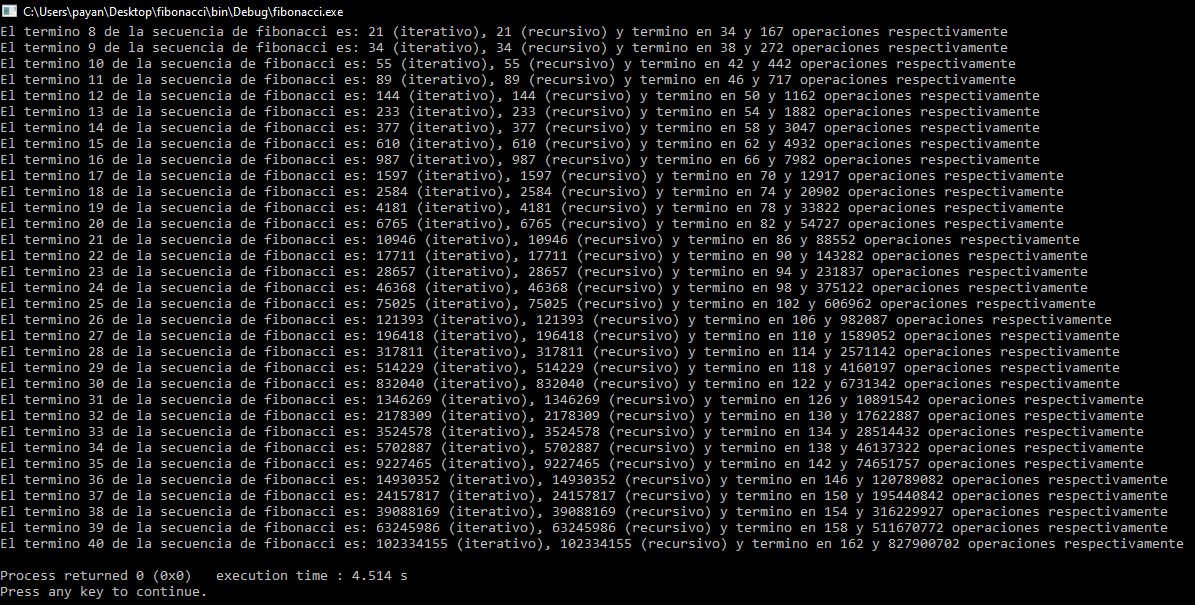 C:\Users\payan\Desktop\fibonacci\bin\Debug\fibonacci.exe
El termino 8 de la secuencia de fibonacci es: 21 (iterativo), 21 (recursivo) y termino en 34 y 167 operaciones respectivamente
El termino 9 de la secuencia de fibonacci es: 34 (iterativo), 34 (recursivo) y termino en 38 y 272 operaciones respectivamente
El termino 10 de la secuencia de fibonacci es: 55 (iterativo), 55 (recursivo) y termino en 42 y 442 operaciones respectivamente
El termino 11 de la secuencia de fibonacci es: 89 (iterativo), 89 (recursivo) y termino en 46 y 717 operaciones respectivamente
El termino 12 de la secuencia de fibonacci es: 144 (iterativo), 144 (recursivo) y termino en 50 y 1162 operaciones respectivamente
El termino 13 de la secuencia de fibonacci es: 233 (iterativo), 233 (recursivo) y termino en 54 y 1882 operaciones respectivamente
El termino 14 de la secuencia de fibonacci es: 377 (iterativo), 377 (recursivo) y termino en 58 y 3047 operaciones respectivamente
El termino 15 de la secuencia de fibonacci es: 610 (iterativo), 610 (recursivo) y termino en 62 y 4932 operaciones respectivamente
El termino 16 de la secuencia de fibonacci es: 987 (iterativo), 987 (recursivo) y termino en 66 y 7982 operaciones respectivamente
El termino 17 de la secuencia de fibonacci es: 1597 (iterativo), 1597 (recursivo) y termino en 70 y 12917 operaciones respectivamente
El termino 18 de la secuencia de fibonacci es: 2584 (iterativo), 2584 (recursivo) y termino en 74 y 20902 operaciones respectivamente
El termino 19 de la secuencia de fibonacci es: 4181 (iterativo), 4181 (recursivo) y termino en 78 y 33822 operaciones respectivamente
El termino 20 de la secuencia de fibonacci es: 6765 (iterativo), 6765 (recursivo) y termino en 82 y 54727 operaciones respectivamente
El termino 21 de la secuencia de fibonacci es: 10946 (iterativo), 10946 (recursivo) y termino en 86 y 88552 operaciones respectivamente
El termino 22 de la secuencia de fibonacci es: 17711 (iterativo), 17711 (recursivo) y termino en 90 y 143282 operaciones respectivamente
El termino 23 de la secuencia de fibonacci es: 28657 (iterativo), 28657 (recursivo) y termino en 94 y 231837 operaciones respectivamente
El termino 24 de la secuencia de fibonacci es: 46368 (iterativo), 46368 (recursivo) y termino en 98 y 375122 operaciones respectivamente
El termino 25 de la secuencia de fibonacci es: 75025 (iterativo), 75025 (recursivo) y termino en 102 y 606962 operaciones respectivamente
El termino 26 de la secuencia de fibonacci es: 121393 (iterativo), 121393 (recursivo) y termino en 106 y 982087 operaciones respectivamente
El termino 27 de la secuencia de fibonacci es: 196418 (iterativo), 196418 (recursivo) y termino en 110 y 1589052 operaciones respectivamente
El termino 28 de la secuencia de fibonacci es: 317811 (iterativo), 317811 (recursivo) y termino en 114 y 2571142 operaciones respectivamente
El termino 29 de la secuencia de fibonacci es: 514229 (iterativo), 514229 (recursivo) y termino en 118 y 4160197 operaciones respectivamente
El termino 30 de la secuencia de fibonacci es: 832040 (iterativo), 832040 (recursivo) y termino en 122 y 6731342 operaciones respectivamente
El termino 31 de la secuencia de fibonacci es: 1346269 (iterativo), 1346269 (recursivo) y termino en 126 y 10891542 operaciones respectivamente
El termino 32 de la secuencia de fibonacci es: 2178309 (iterativo), 2178309 (recursivo) y termino en 130 y 17622887 operaciones respectivamente
El termino 33 de la secuencia de fibonacci es: 3524578 (iterativo), 3524578 (recursivo) y termino en 134 y 28514432 operaciones respectivamente
El termino 34 de la secuencia de fibonacci es: 5702887 (iterativo), 5702887 (recursivo) y termino en 138 y 46137322 operaciones respectivamente
El termino 35 de la secuencia de fibonacci es: 9227465 (iterativo), 9227465 (recursivo) y termino en 142 y 74651757 operaciones respectivamente
El termino 36 de la secuencia de fibonacci es: 14930352 (iterativo), 14930352 (recursivo) y termino en 146 y 120789082 operaciones respectivamente
El termino 37 de la secuencia de fibonacci es: 24157817 (iterativo), 24157817 (recursivo) y termino en 150 y 195440842 operaciones respectivamente
El termino 38 de la secuencia de fibonacci es: 39088169 (iterativo), 39088169 (recursivo) y termino en 154 y 316229927 operaciones respectivamente
El termino 39 de la secuencia de fibonacci es: 63245986 (iterativo), 63245986 (recursivo) y termino en 158 y 511670772 operaciones respectivamente
El termino 40 de la secuencia de fibonacci es: 102334155 (iterativo), 102334155 (recursivo) y termino en 162 y 827900702 operaciones respectivamente
Process returned 0 (0x0)   execution time : 4.514 s
Press any key to continue.